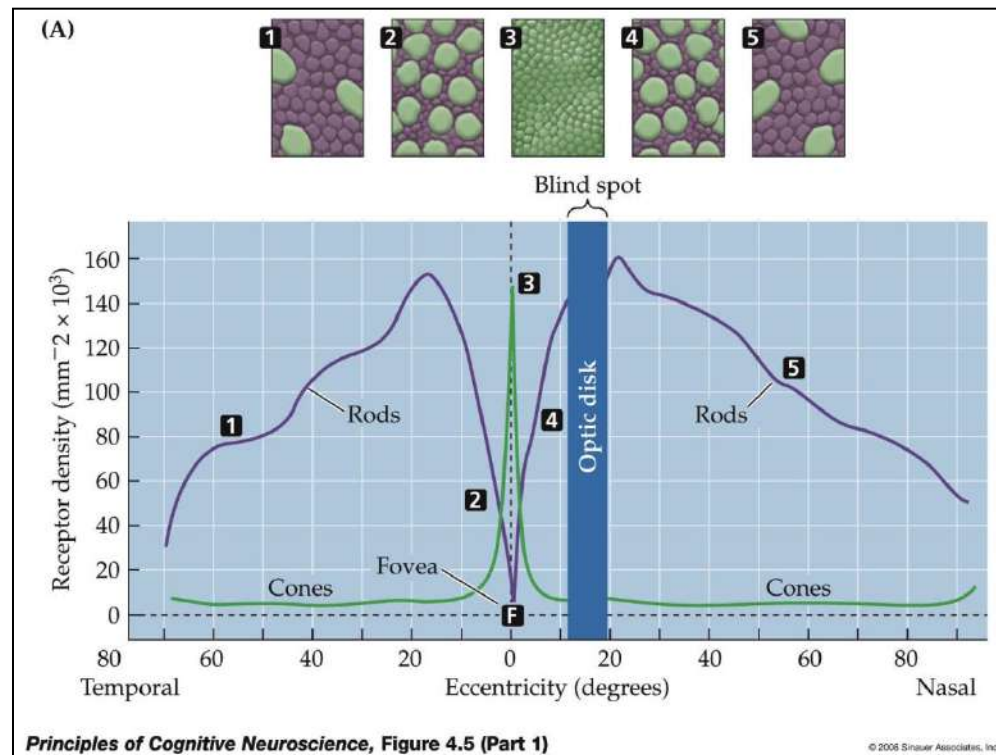 (A)
1 2 3 4 5
Blind spot
Receptor density (mm⁻2 × 10³)
160
140
120
100
80
60
40
20
0
3
1
Rods
4
Optic disk
Rods
5
2
Fovea
Cones
F
Cones
80 60 40 20 0 20 40 60 80
Temporal Eccentricity (degrees) Nasal
Principles of Cognitive Neuroscience, Figure 4.5 (Part 1)
© 2008 Sinauer Associates, Inc